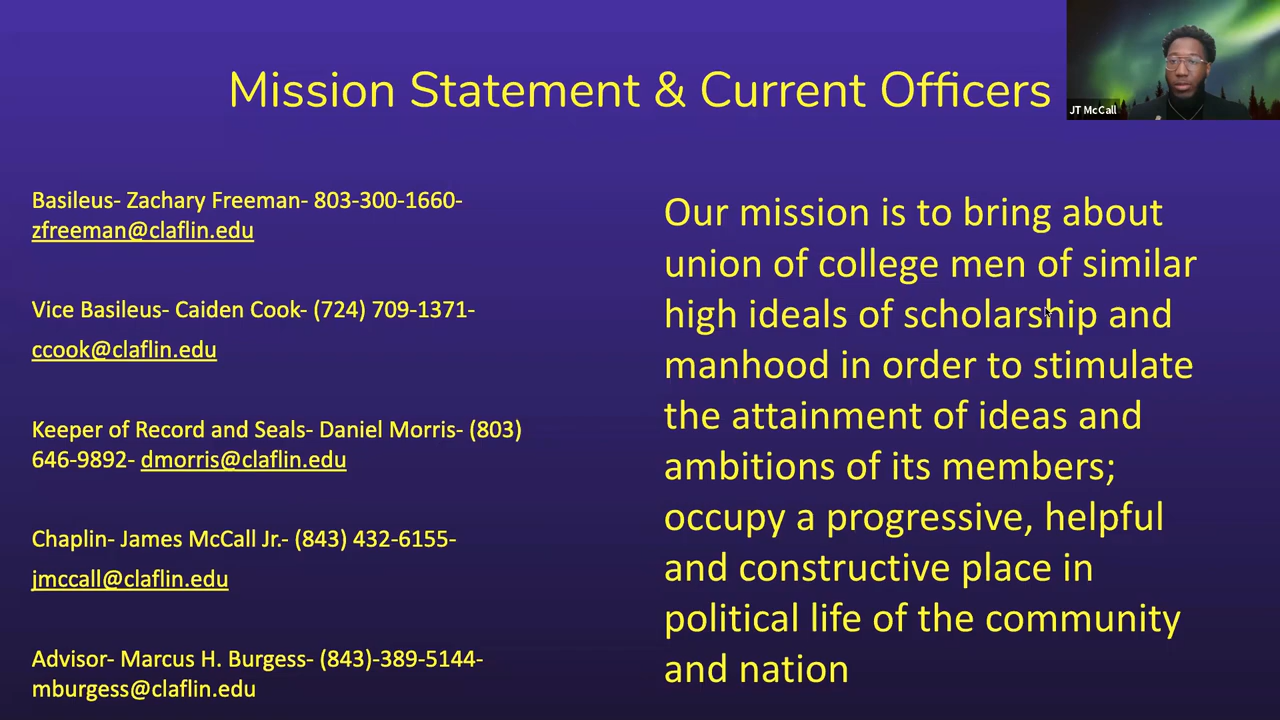 Mission Statement & Current Officers
JT McCall
Basileus- Zachary Freeman- 803-300-1660-
zfreeman@claflin.edu
Vice Basileus- Caiden Cook- (724) 709-1371-
ccook@claflin.edu
Keeper of Record and Seals- Daniel Morris- (803)
646-9892- dmorris@claflin.edu
Chaplin- James McCall Jr.- (843) 432-6155-
jmccall@claflin.edu
Advisor- Marcus H. Burgess- (843)-389-5144-
mburgess@claflin.edu
Our mission is to bring about
union of college men of similar
high ideals of scholarship and
manhood in order to stimulate
the attainment of ideas and
ambitions of its members;
occupy a progressive, helpful
and constructive place in
political life of the community
and nation